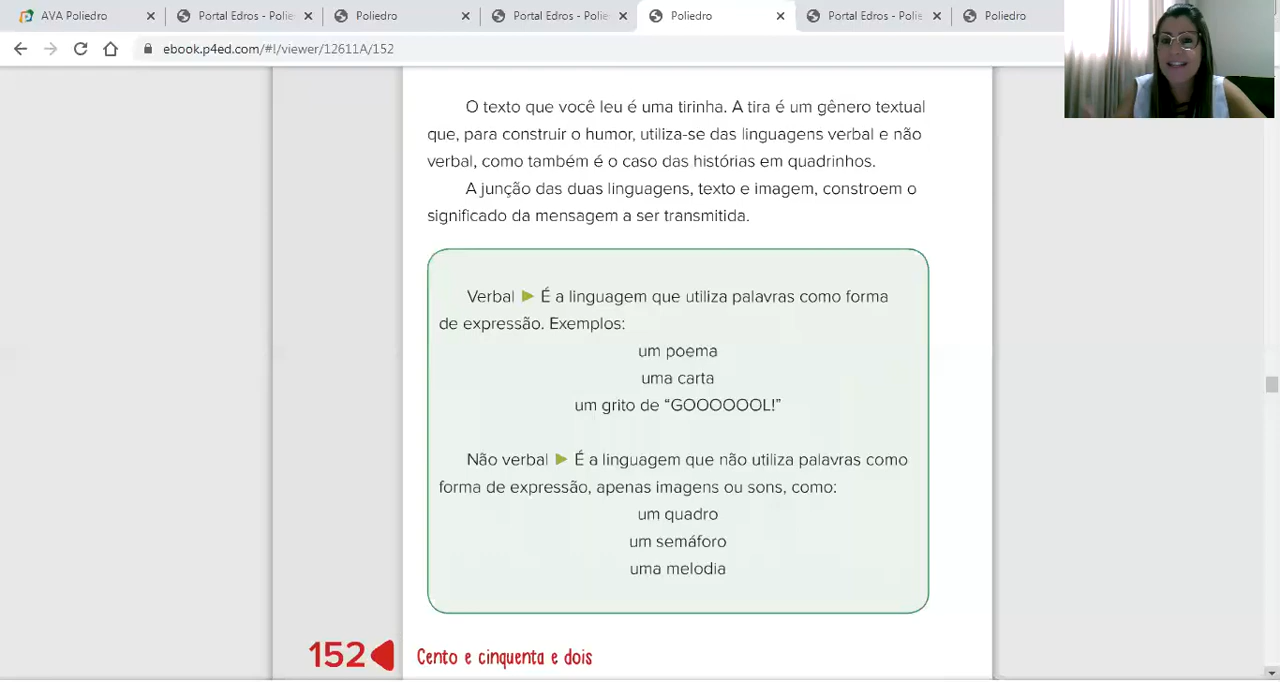 AVA Poliedro
Portal Edros - Polie
Poliedro
Portal Edros - Polie
Poliedro
Portal Edros - Polie
Poliedro
ebook.p4ed.com/#l/viewer/12611A/152
O texto que você leu é uma tirinha. A tira é um gênero textual
que, para construir o humor, utiliza-se das linguagens verbal e não
verbal, como também é o caso das histórias em quadrinhos.
A junção das duas linguagens, texto e imagem, constroem o
significado da mensagem a ser transmitida.
Verbal ► É a linguagem que utiliza palavras como forma
de expressão. Exemplos:
um poema
uma carta
um grito de “GOOOOOOL!”
Não verbal ► É a linguagem que não utiliza palavras como
forma de expressão, apenas imagens ou sons, como:
um quadro
um semáforo
uma melodia
152 Cento e cinquenta e dois